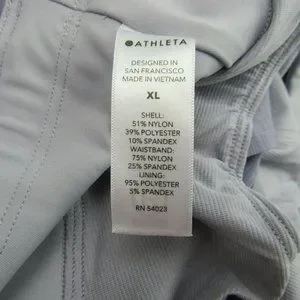 ATHLETA
DESIGNED IN
SAN FRANCISCO
MADE IN VIETNAM
XL
SHELL:
51% NYLON
39% POLYESTER
10% SPANDEX
WAISTBAND:
75% NYLON
25% SPANDEX
LINING:
95% POLYESTER
5% SPANDEX
RN 54023